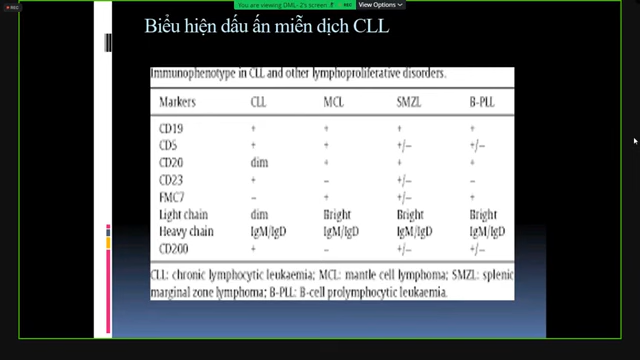 REC
You are viewing DML- 2's screen
REC
View Options
Biểu hiện dấu ấn miễn dịch CLL
Immunophenotype in CLL and other lymphoproliferative disorders.
Markers CLL MCL SMZL B-PLL
CD19 + + + +
CD5 + + +/− +/−
CD20 dim + + +
CD23 + − +/− −
FMC7 − + +/− +
Light chain dim Bright Bright Bright
Heavy chain IgM/IgD IgM/IgD IgM/IgD IgM/IgD
CD200 + − +/− +/−
CLL: chronic lymphocytic leukaemia; MCL: mantle cell lymphoma; SMZL: splenic
marginal zone lymphoma; B-PLL: B-cell prolymphocytic leukaemia.